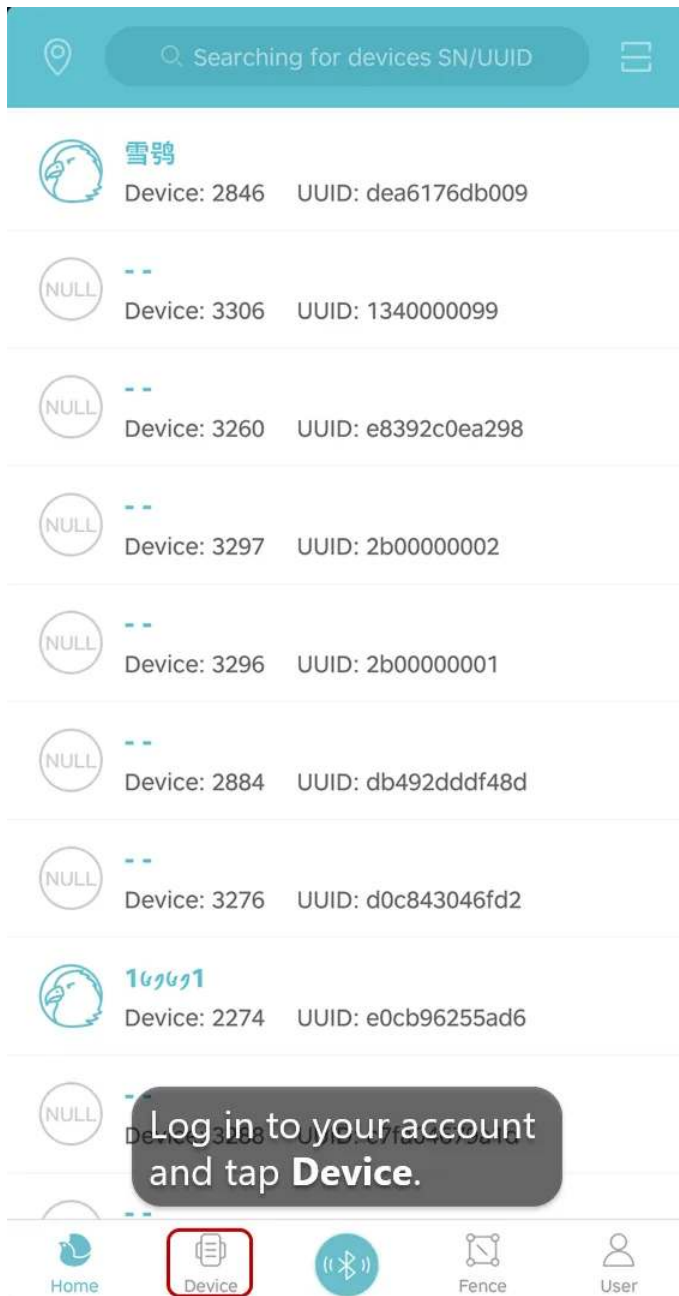 Searching for devices SN/UUID
雪鸮
Device: 2846 UUID: dea6176db009
NULL
- -
Device: 3306 UUID: 1340000099
NULL
- -
Device: 3260 UUID: e8392c0ea298
NULL
- -
Device: 3297 UUID: 2b00000002
NULL
- -
Device: 3296 UUID: 2b00000001
NULL
- -
Device: 2884 UUID: db492dddf48d
NULL
- -
Device: 3276 UUID: d0c843046fd2
Device: 2274 UUID: e0cb96255ad6
NULL
- -
Log in to your account
and tap Device.
- -
Home Device Fence User